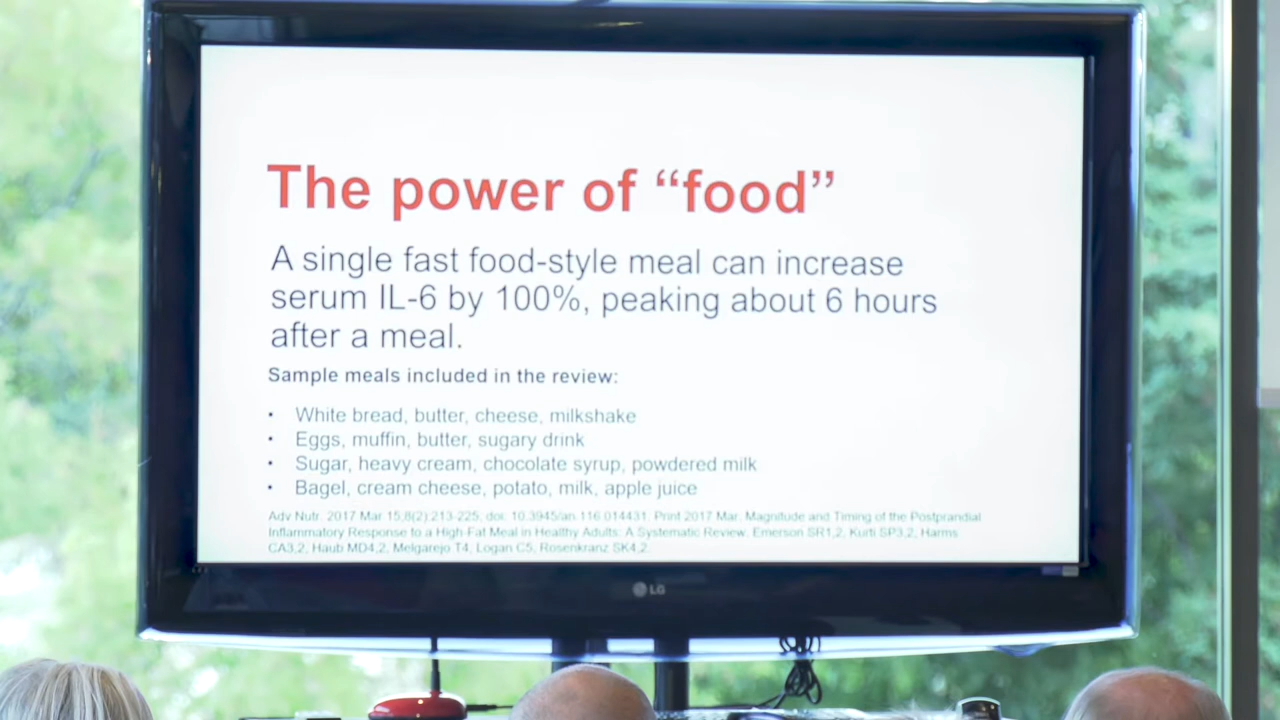 The power of “food”
A single fast food-style meal can increase
serum IL-6 by 100%, peaking about 6 hours
after a meal.
Sample meals included in the review:
• White bread, butter, cheese, milkshake
• Eggs, muffin, butter, sugary drink
• Sugar, heavy cream, chocolate syrup, powdered milk
• Bagel, cream cheese, potato, milk, apple juice
Adv Nutr. 2017 Mar 15;8(2):213-225. doi: 10.3945/an.116.014431. Print 2017 Mar. Magnitude and Timing of the Postprandial
Inflammatory Response to a High-Fat Meal in Healthy Adults: A Systematic Review. Emerson SR1,2, Kurti SP3,2, Harms
CA3,2, Haub MD4,2, Melgarejo T4, Logan C5, Rosenkranz SK4,2.
LG